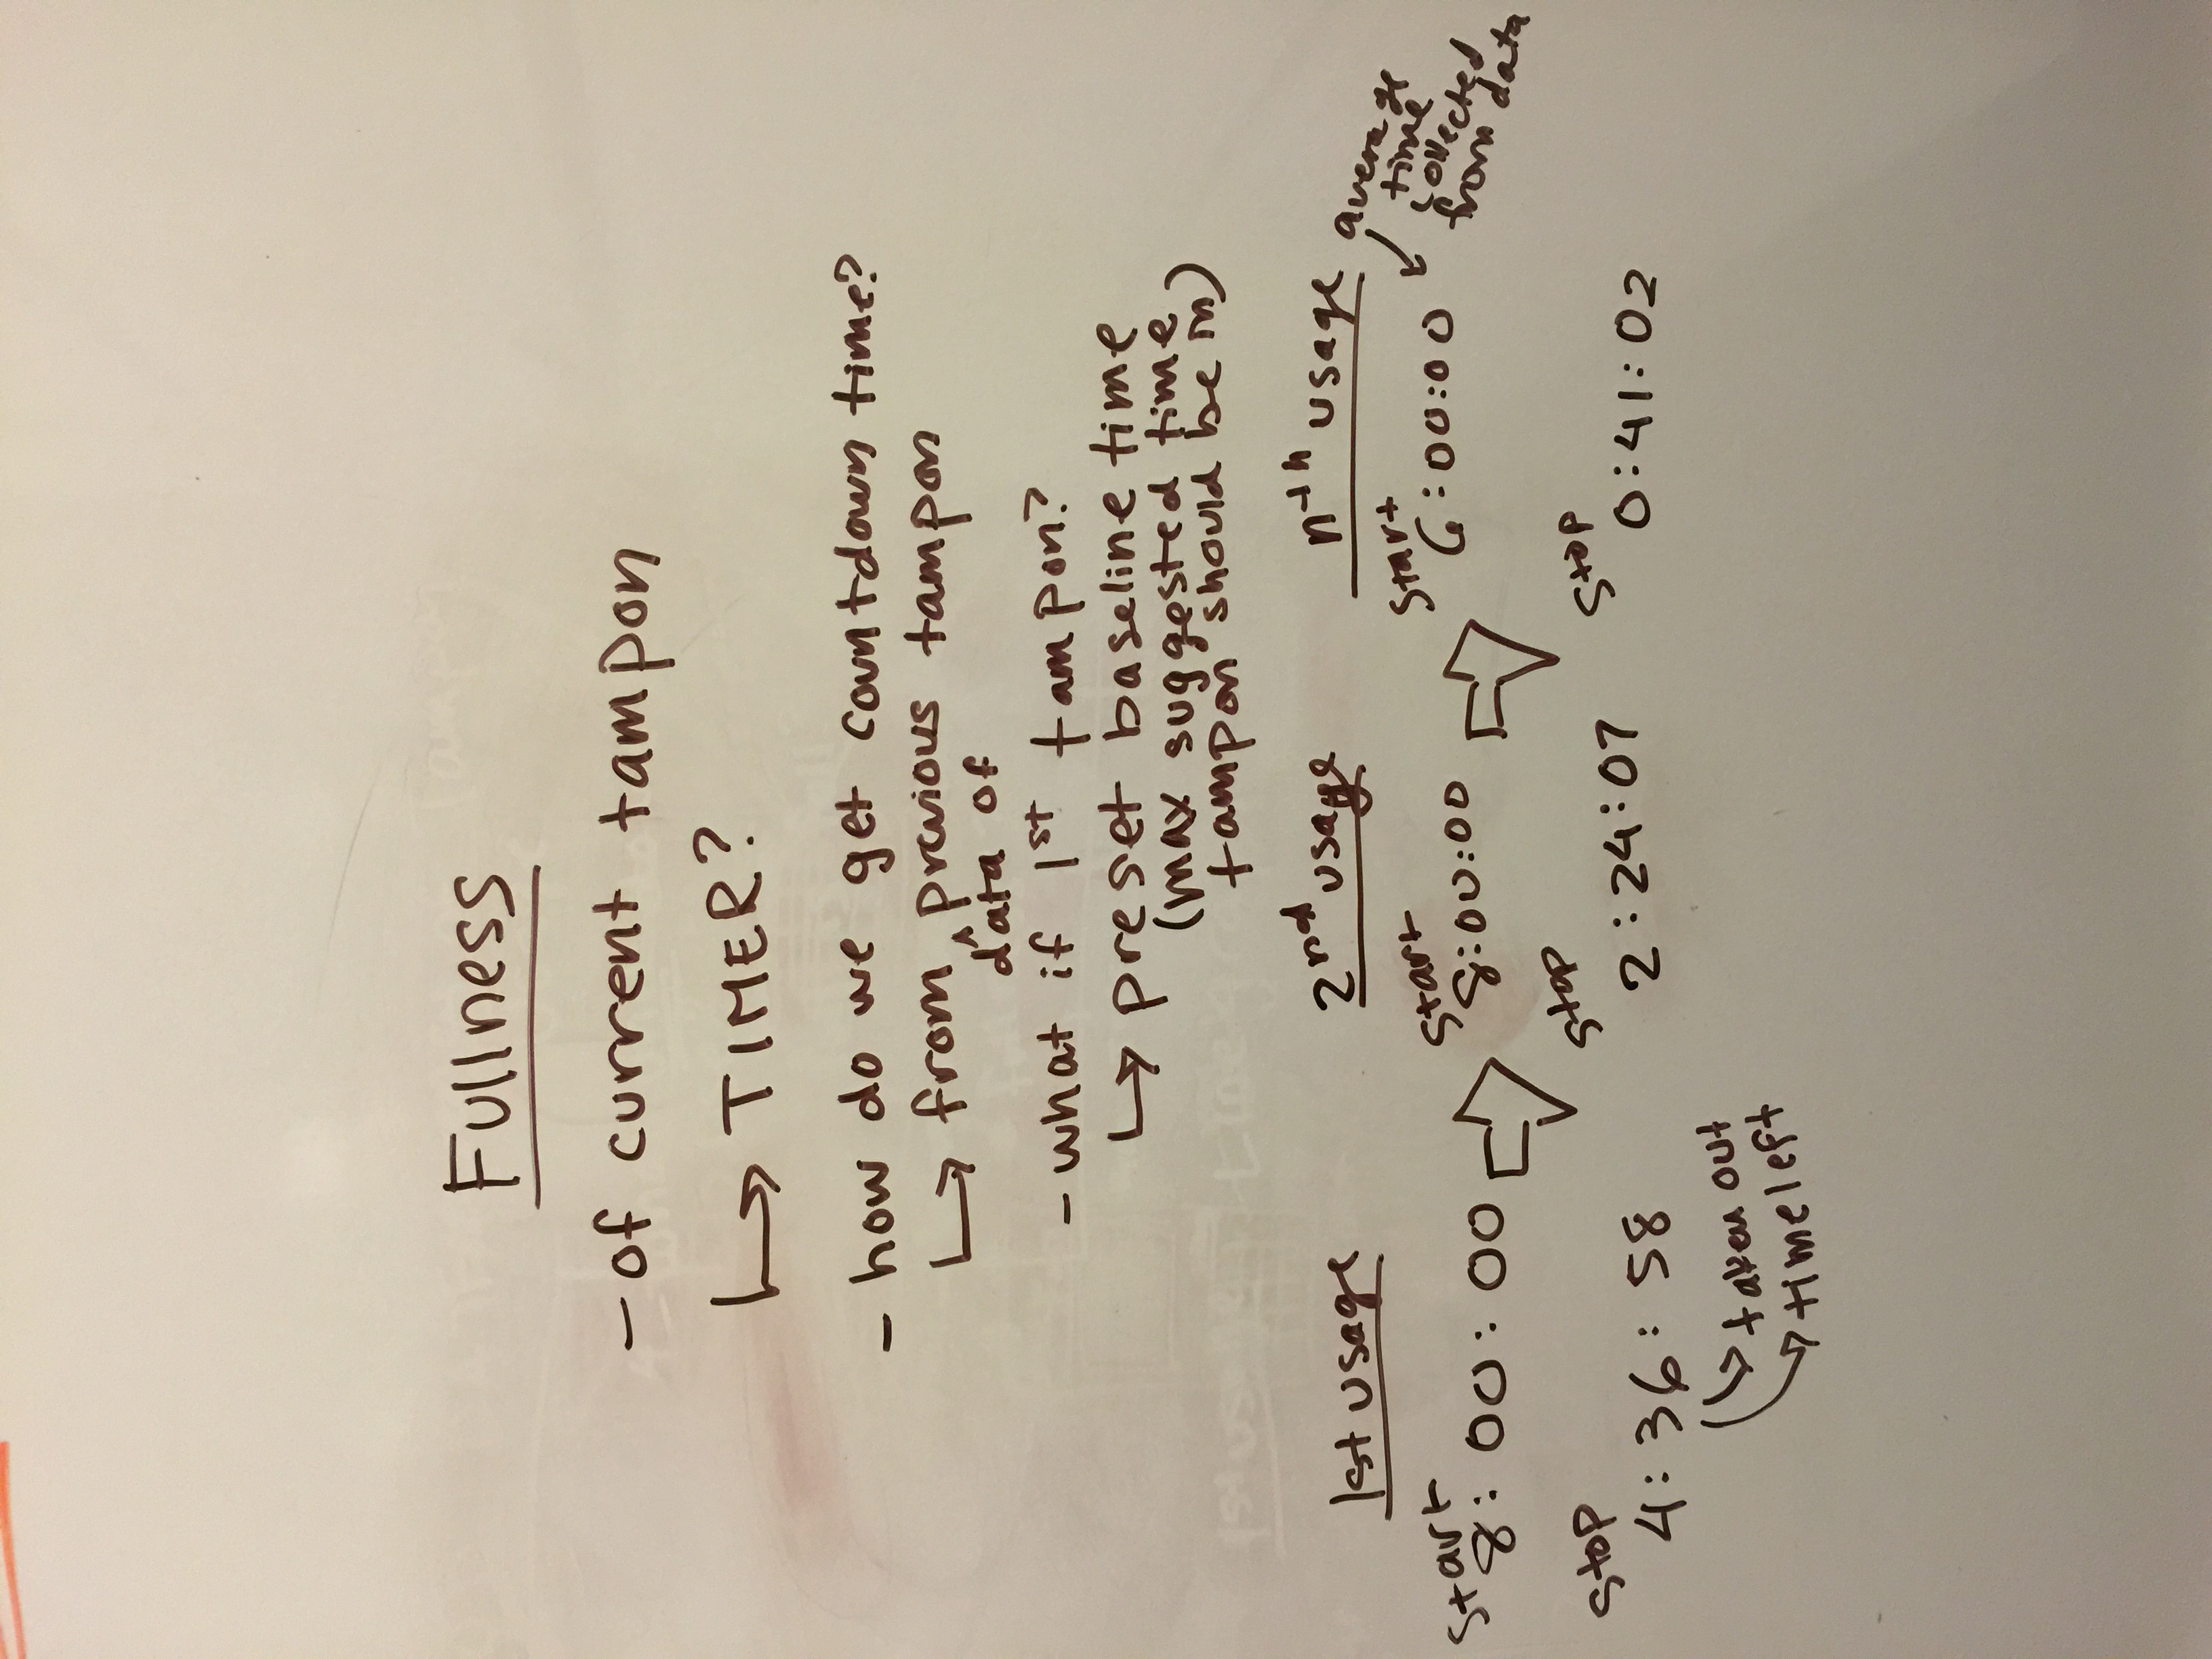 Fullness
- of current tampon
↳ TIMER?
- how do we get countdown time?
↳ from ^ previous tampon
data of
- what if 1st tampon?
↳ preset baseline time
(max suggested time
tampon should be in)
1st usage
start
8:00:00
stop
4:36:58
taken out
time left
2nd usage
start
8:00:00
stop
2:24:07
nth usage
start
6:00:00
average
time
collected
from data
stop
0:41:02